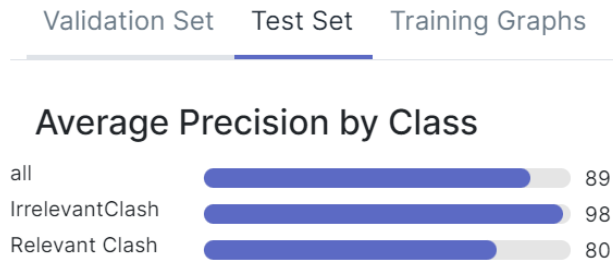 Validation Set Test Set Training Graphs
Average Precision by Class
all 89
IrrelevantClash 98
Relevant Clash 80